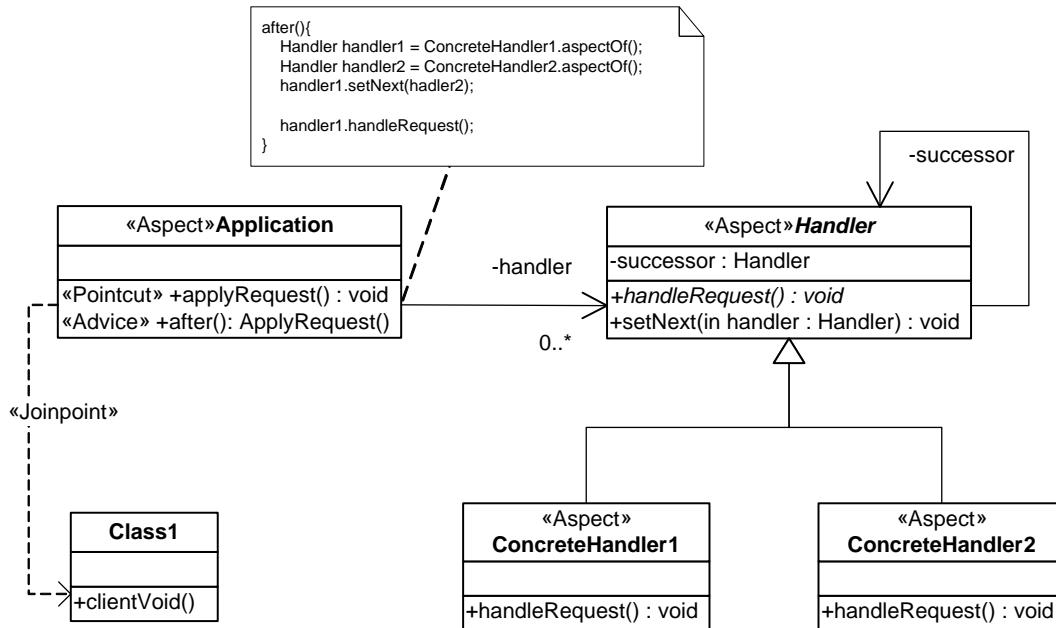 after(){
Handler handler1 = ConcreteHandler1.aspectOf();
Handler handler2 = ConcreteHandler2.aspectOf();
handler1.setNext(hadler2);
handler1.handleRequest();
}
-successor
«Aspect»Application
«Pointcut» +applyRequest() : void
«Advice» +after(): ApplyRequest()
-handler
0..*
«Aspect»Handler
-successor : Handler
+handleRequest() : void
+setNext(in handler : Handler) : void
«Joinpoint»
Class1
+clientVoid()
«Aspect»
ConcreteHandler1
+handleRequest() : void
«Aspect»
ConcreteHandler2
+handleRequest() : void